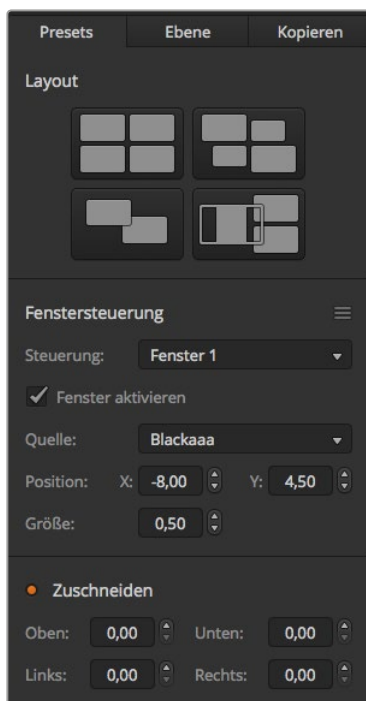 Presets Ebene Kopieren
Layout
Fenstersteuerung
Steuerung: Fenster 1
Fenster aktivieren
Quelle: Blackaaa
Position: X: -8,00 Y: 4,50
Größe: 0,50
Zuschneiden
Oben: 0,00 Unten: 0,00
Links: 0,00 Rechts: 0,00